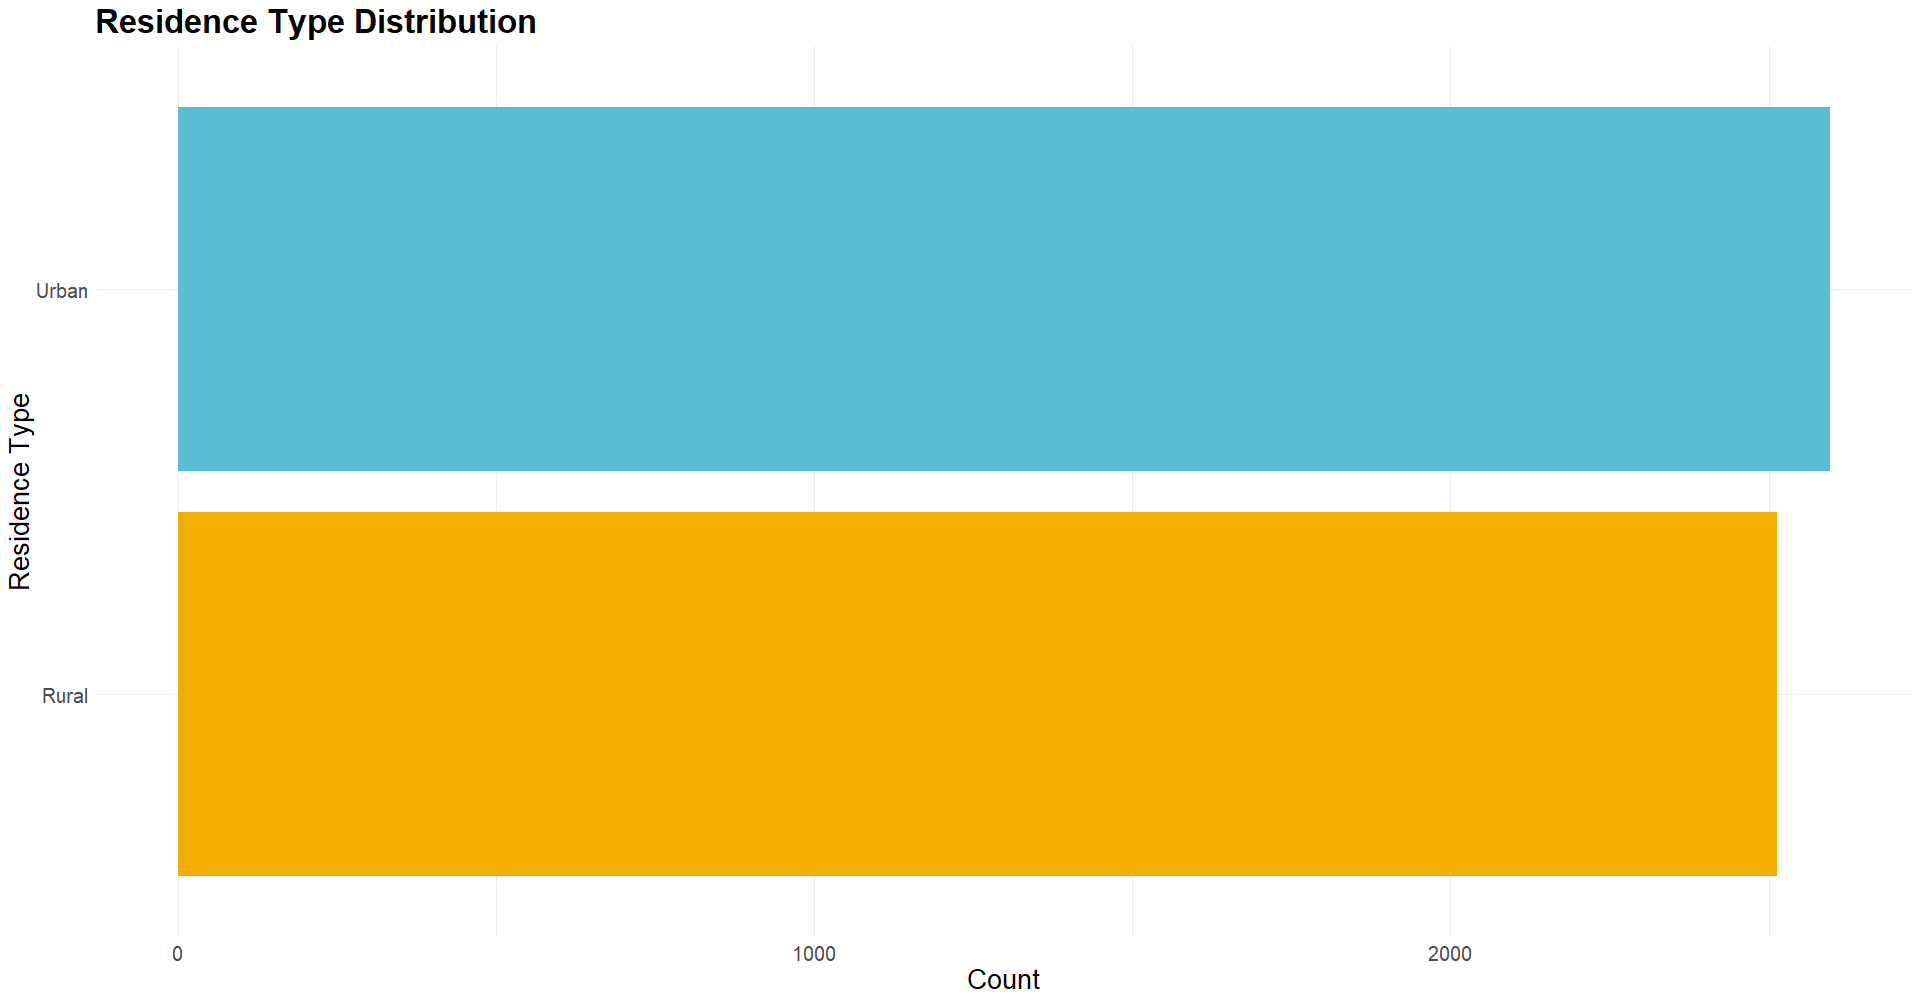 Residence Type Distribution
Urban
Residence Type
Rural
0 1000 2000
Count